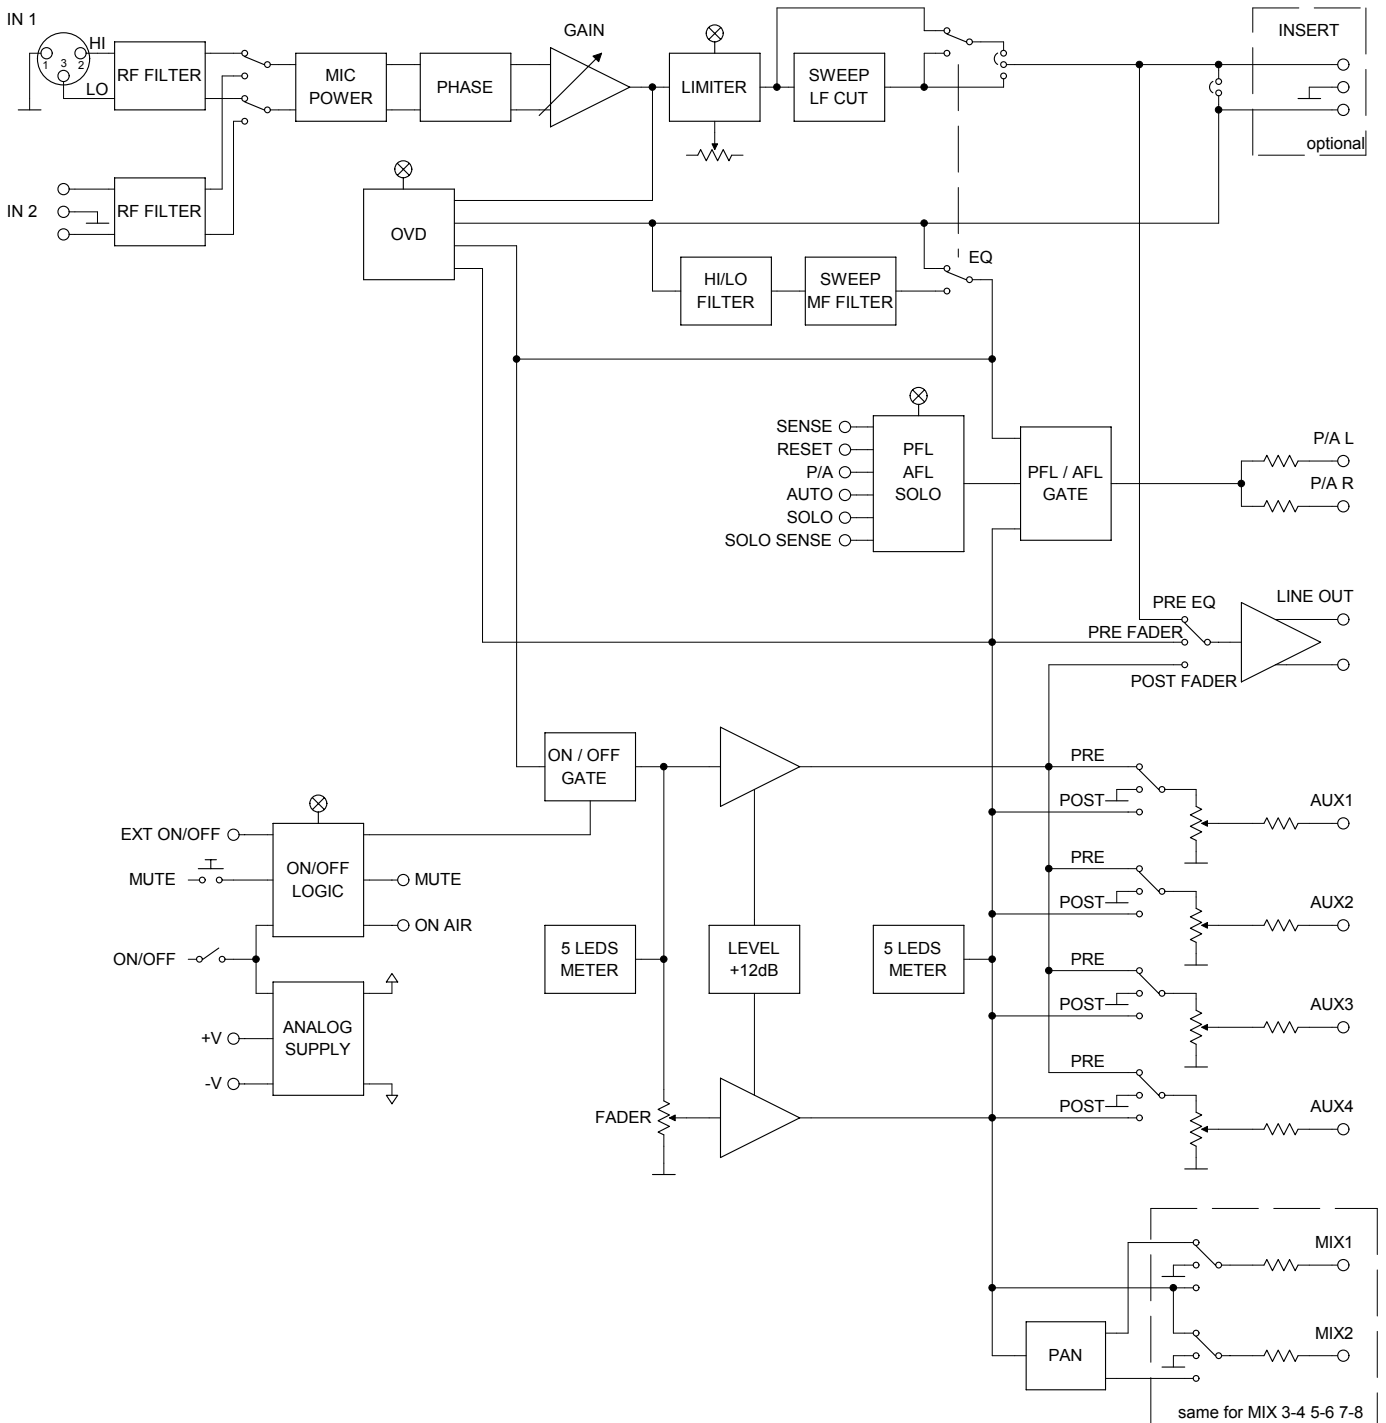 IN 1
HI
1
3
2
LO
RF FILTER
MIC
POWER
PHASE
GAIN
LIMITER
SWEEP
LF CUT
INSERT
optional
IN 2
RF FILTER
OVD
HI/LO
FILTER
SWEEP
MF FILTER
EQ
SENSE
RESET
P/A
AUTO
SOLO
SOLO SENSE
PFL
AFL
SOLO
PFL / AFL
GATE
P/A L
P/A R
PRE EQ
PRE FADER
POST FADER
LINE OUT
ON / OFF
GATE
EXT ON/OFF
MUTE
ON/OFF
ON/OFF
LOGIC
MUTE
ON AIR
+V
-V
ANALOG
SUPPLY
5 LEDS
METER
LEVEL
+12dB
5 LEDS
METER
FADER
PRE
POST
AUX1
PRE
POST
AUX2
PRE
POST
AUX3
PRE
POST
AUX4
PAN
MIX1
MIX2
same for MIX 3-4 5-6 7-8